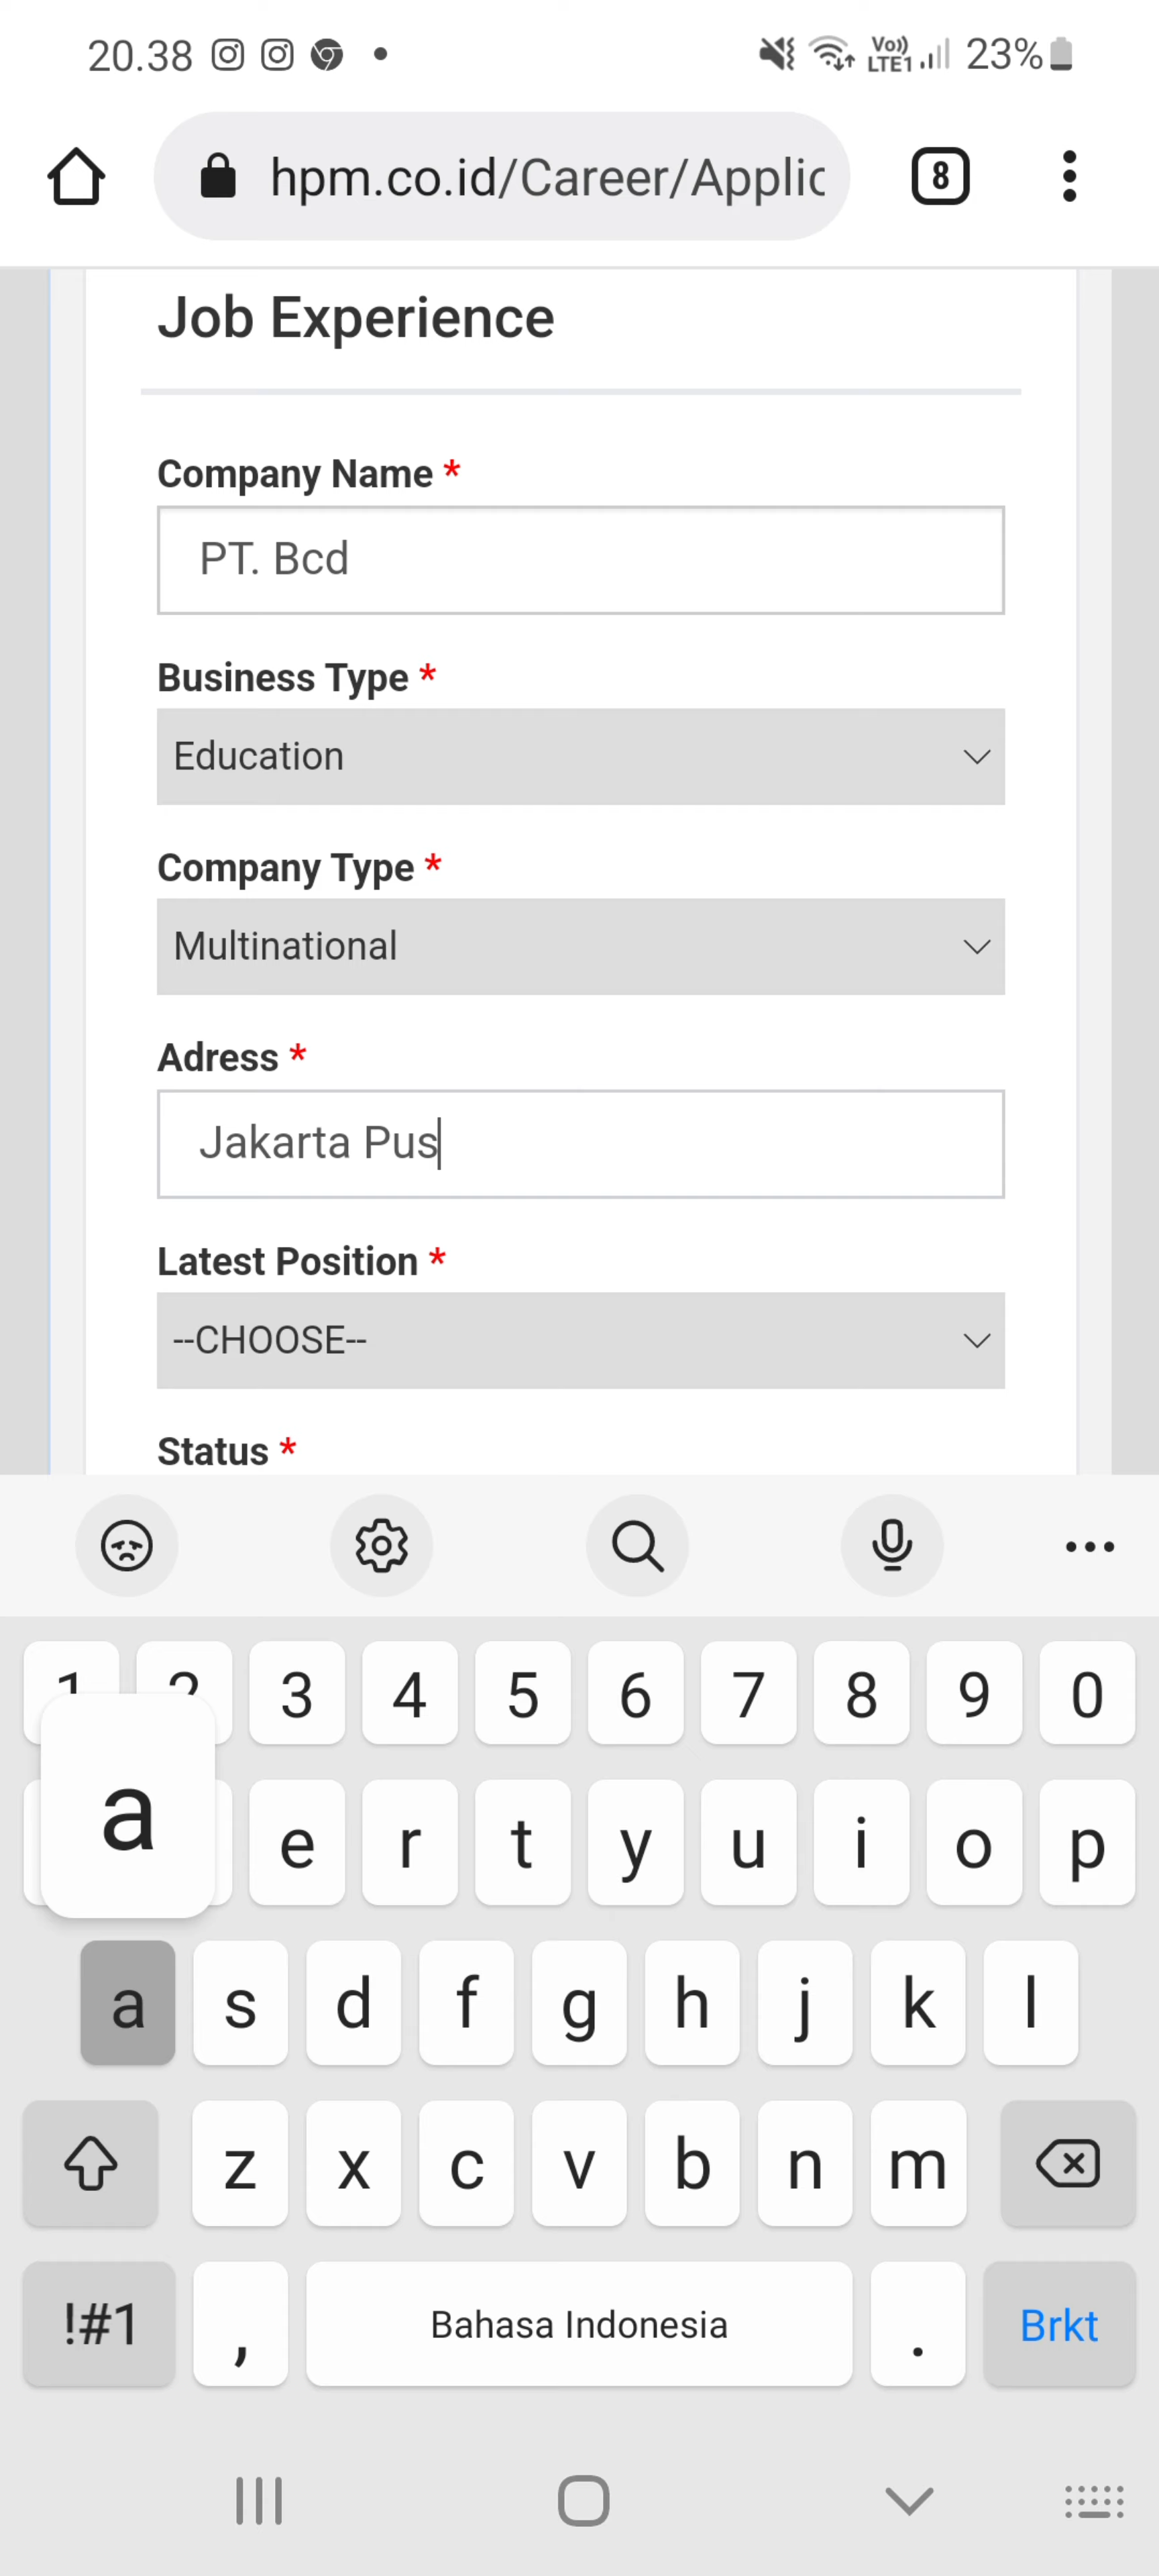 20.38 Vo)) LTE1 23%
hpm.co.id/Career/Applic 8
Job Experience
Company Name *
PT. Bcd
Business Type *
Education
Company Type *
Multinational
Adress *
Jakarta Pus
Latest Position *
--CHOOSE--
Status *
1 2 3 4 5 6 7 8 9 0
a e r t y u i o p
a s d f g h j k l
z x c v b n m
!#1 , Bahasa Indonesia . Brkt